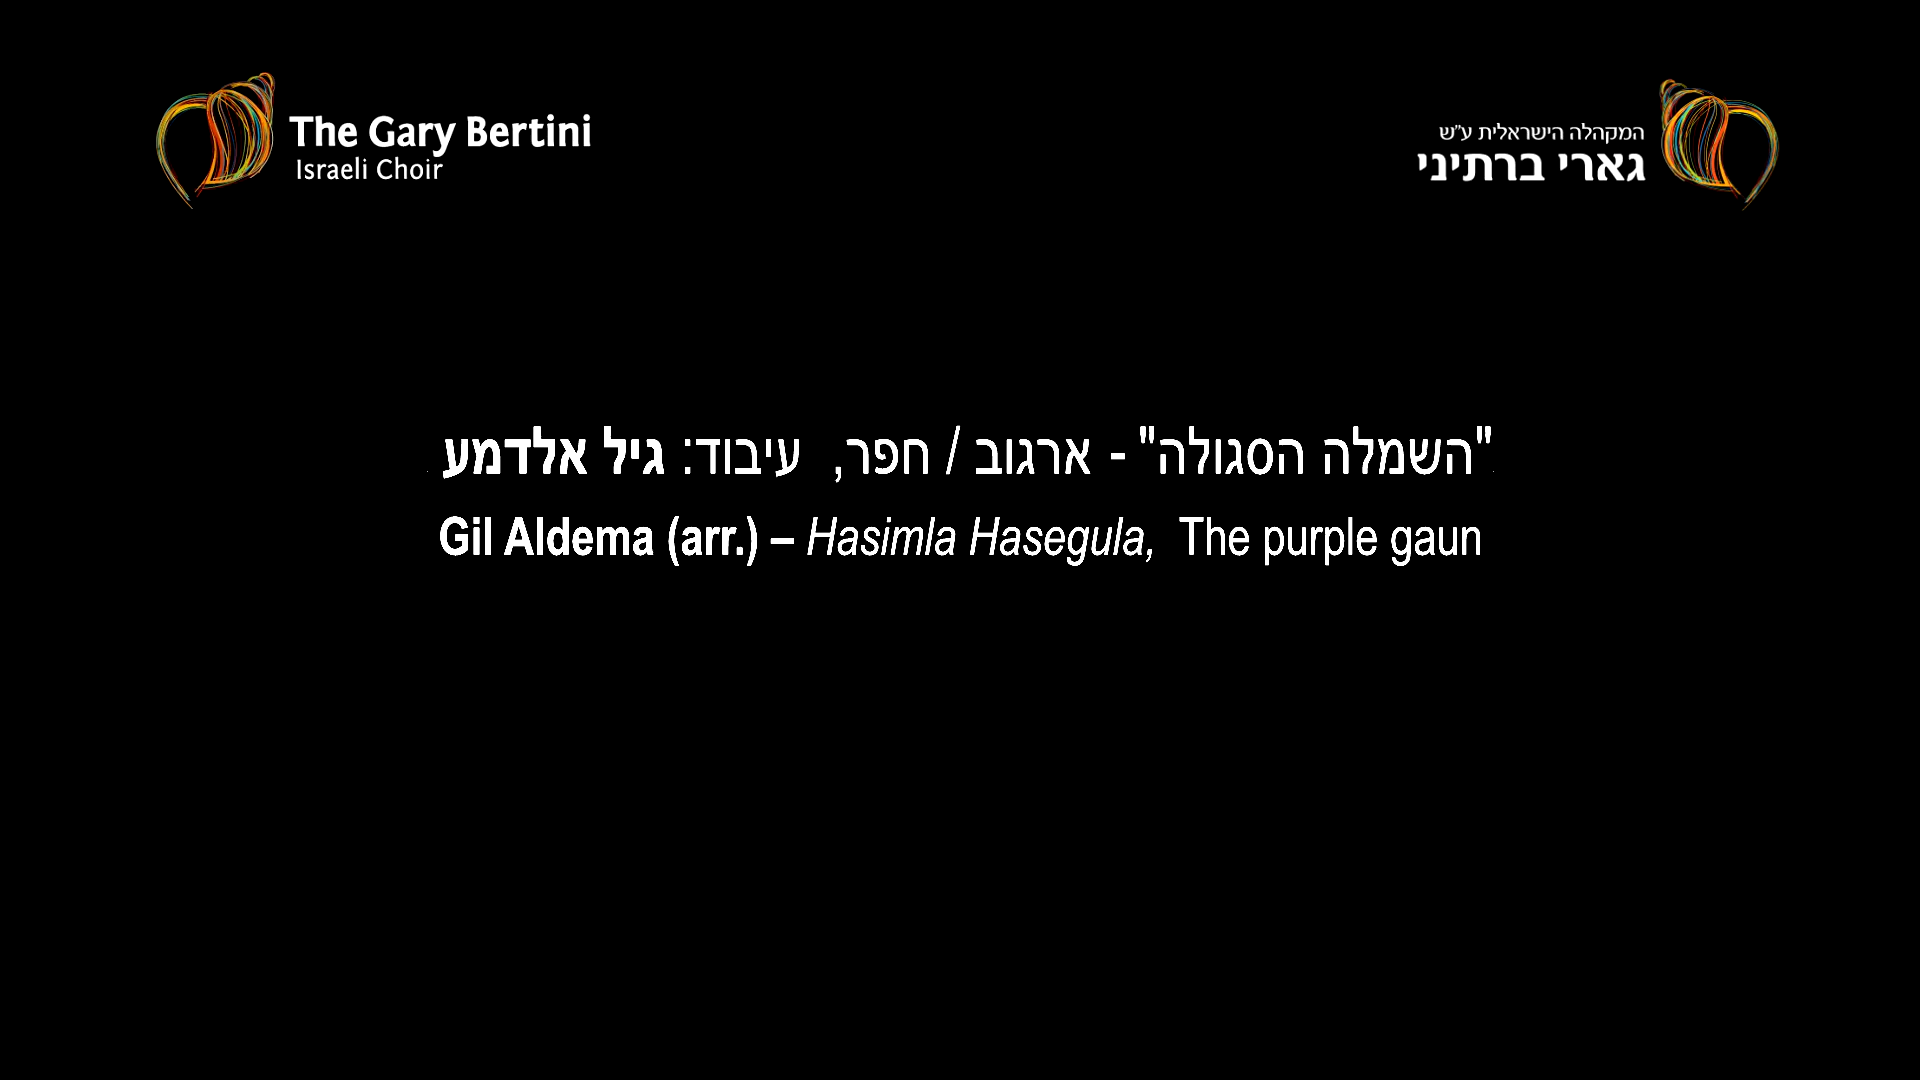 The Gary Bertini
Israeli Choir
המקהלה הישראלית ע"ש
גארי ברתיני
"השמלה הסגולה" - ארגוב / חפר,  עיבוד: גיל אלדמע
Gil Aldema (arr.) – Hasimla Hasegula,  The purple gaun